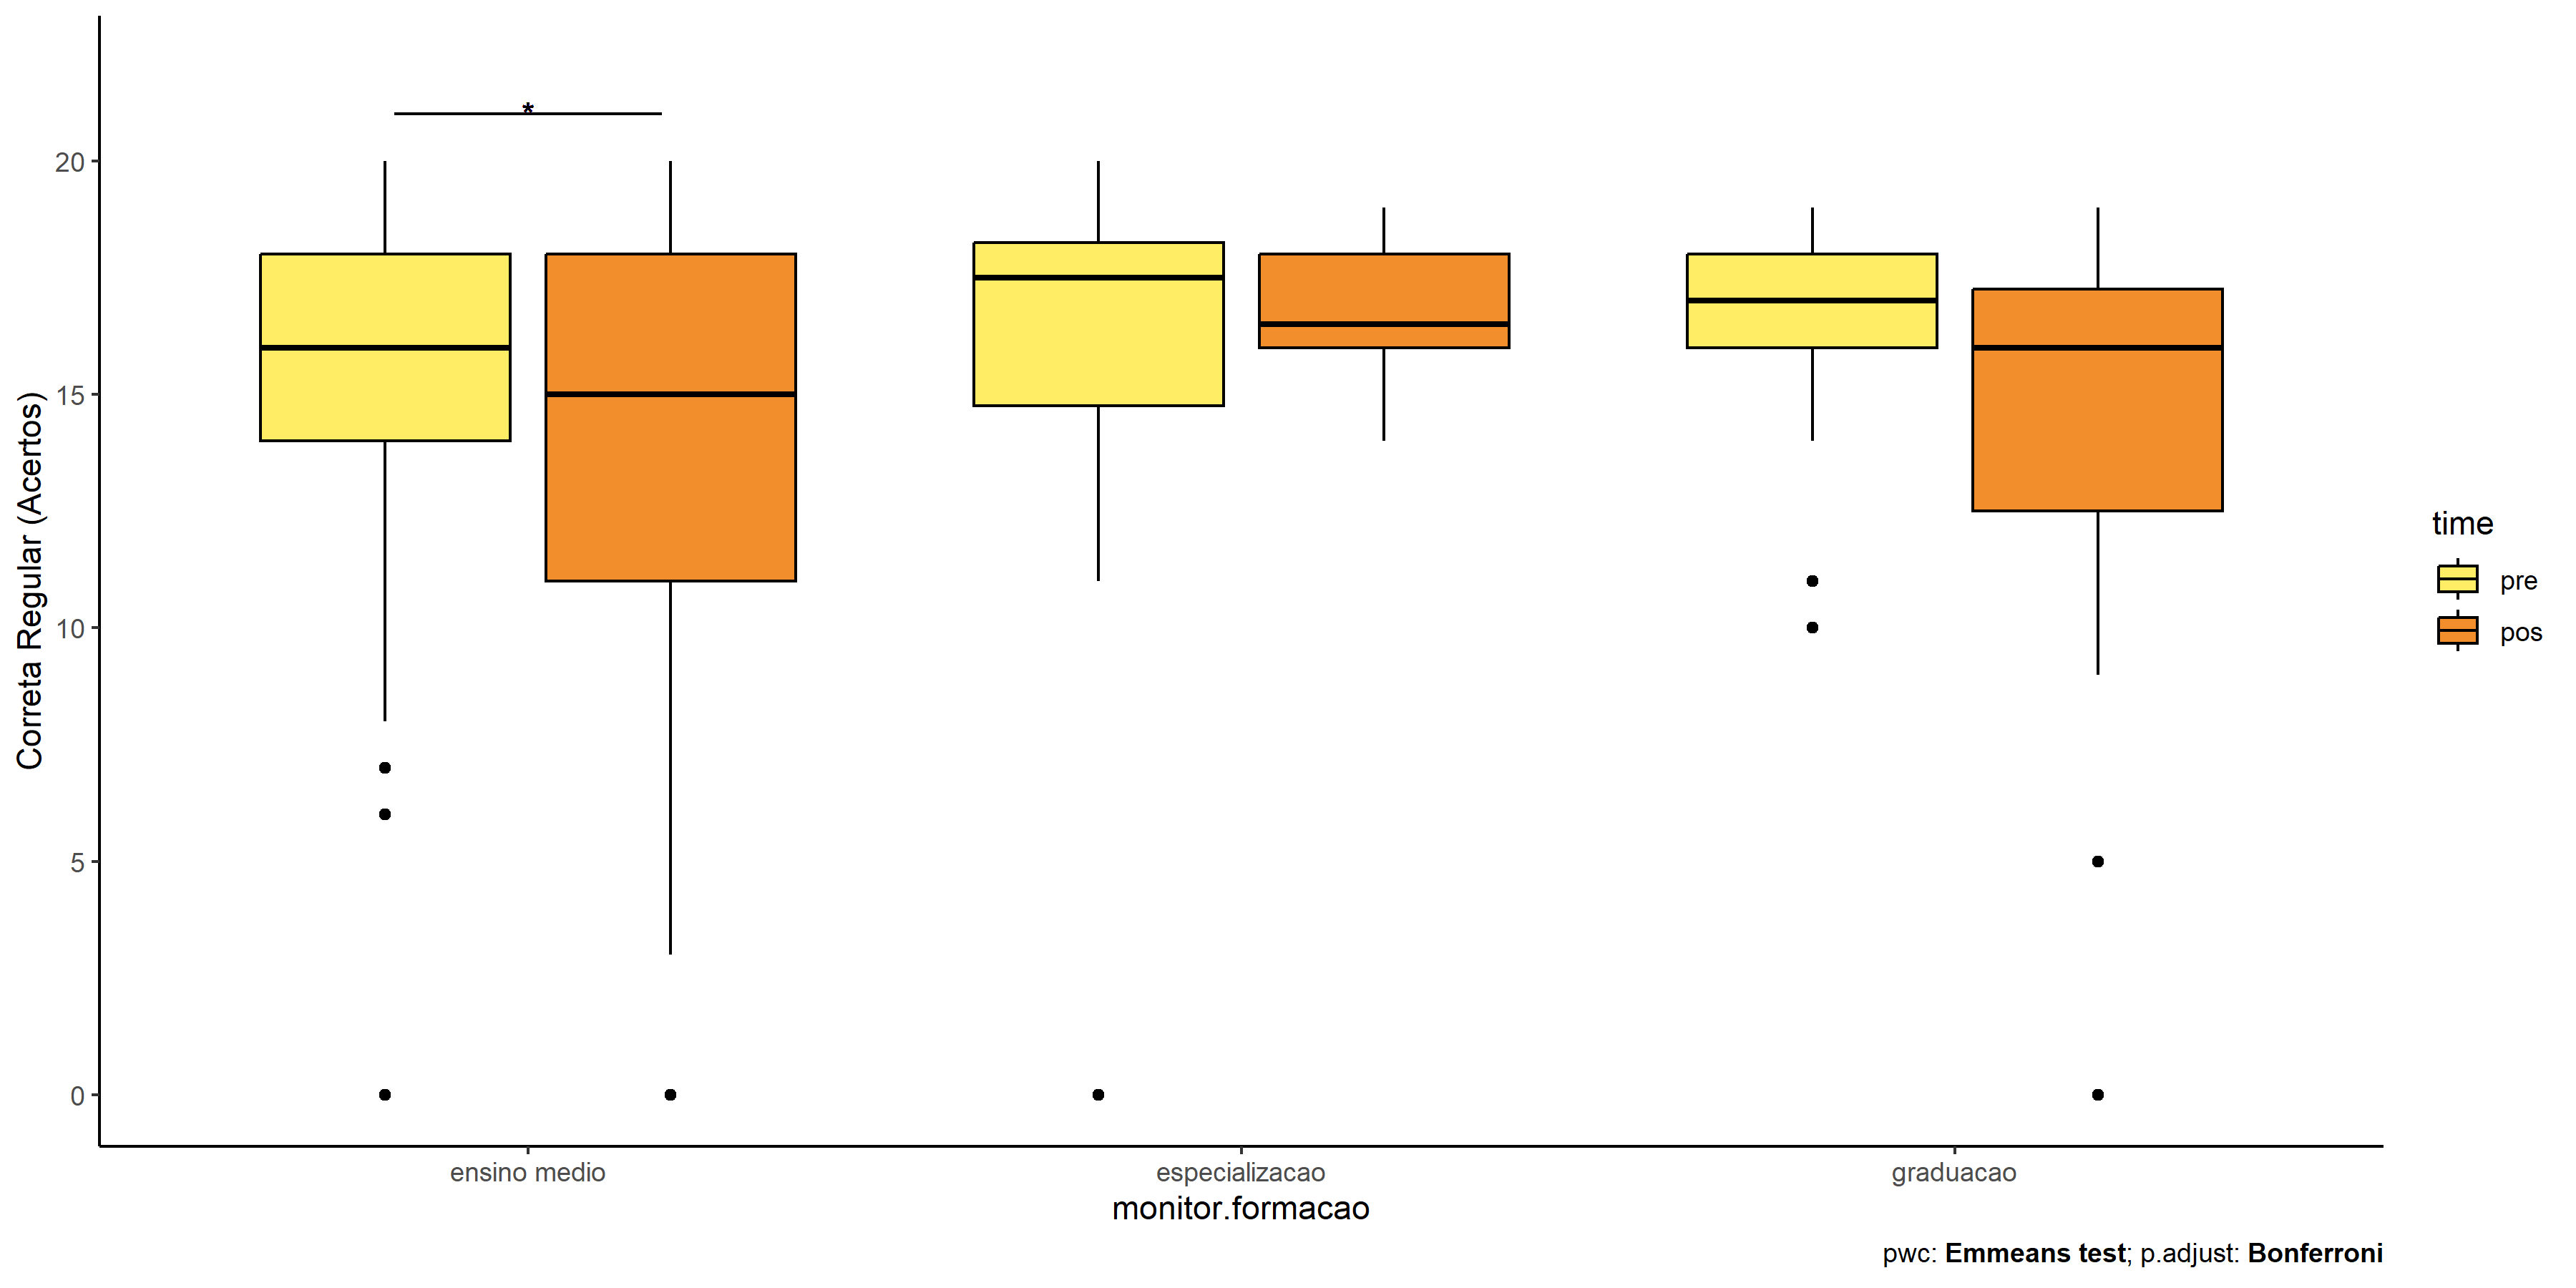 *
20
15
10
5
0
Correta Regular (Acertos)
ensino medio
especializacao
graduacao
monitor.formacao
time
pre
pos
pwc: Emmeans test; p.adjust: Bonferroni